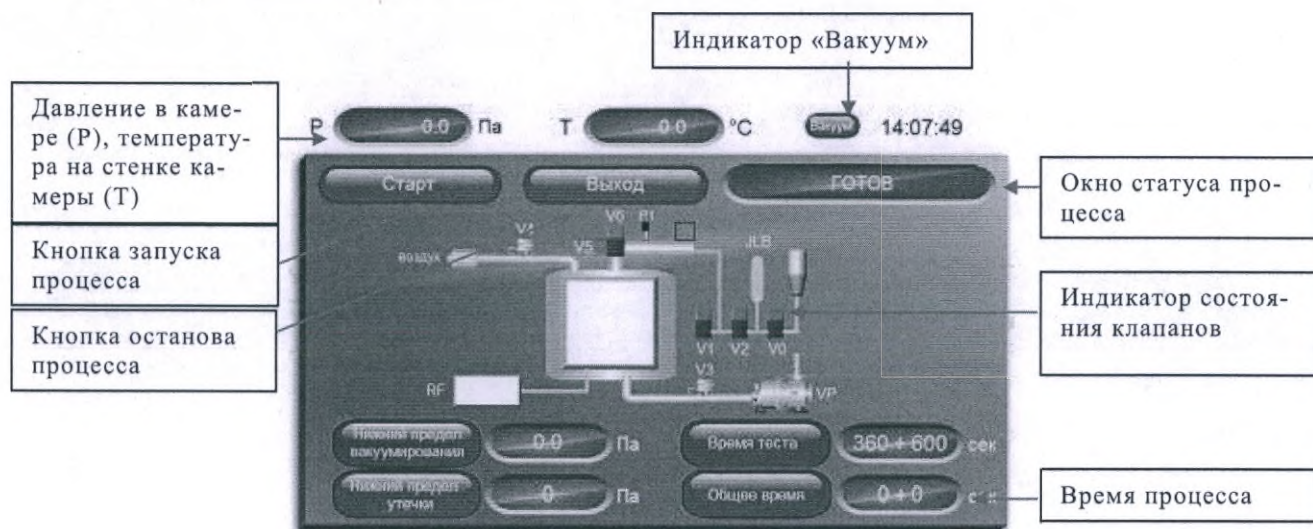 Индикатор «Вакуум»
Давление в каме-
ре (P), температу-
ра на стенке ка-
меры (T)
P 0.0 Па T 0.0 °C Вакуум 14:07:49
Старт Выход ГОТОВ
Окно статуса про-
цесса
Кнопка запуска
процесса
V6 P1
V5
воздух
JLB
Индикатор состоя-
ния клапанов
Кнопка останова
процесса
V1 V2 V0
V3
RF
VP
Нижний предел
вакуумирования
0.0 Па
Время теста 360 + 600 сек
Нижний предел
утечки
0 Па
Общее время 0 + 0
Время процесса